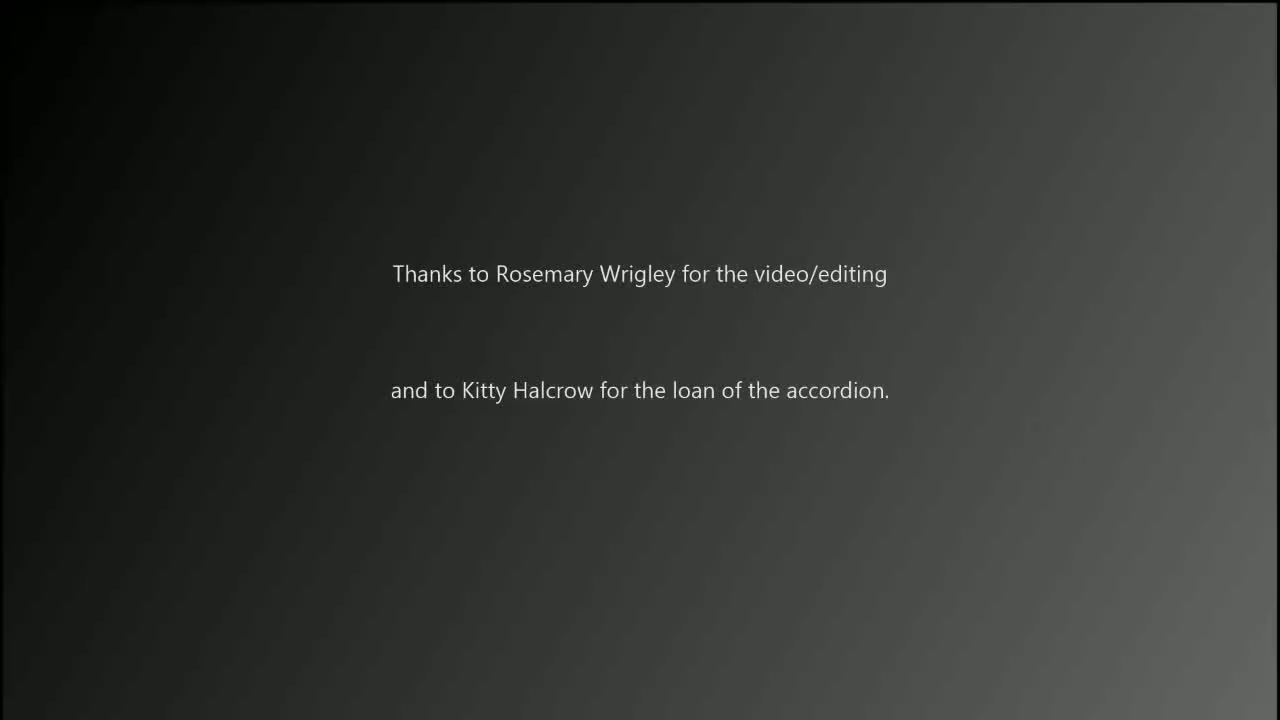 Thanks to Rosemary Wrigley for the video/editing
and to Kitty Halcrow for the loan of the accordion.